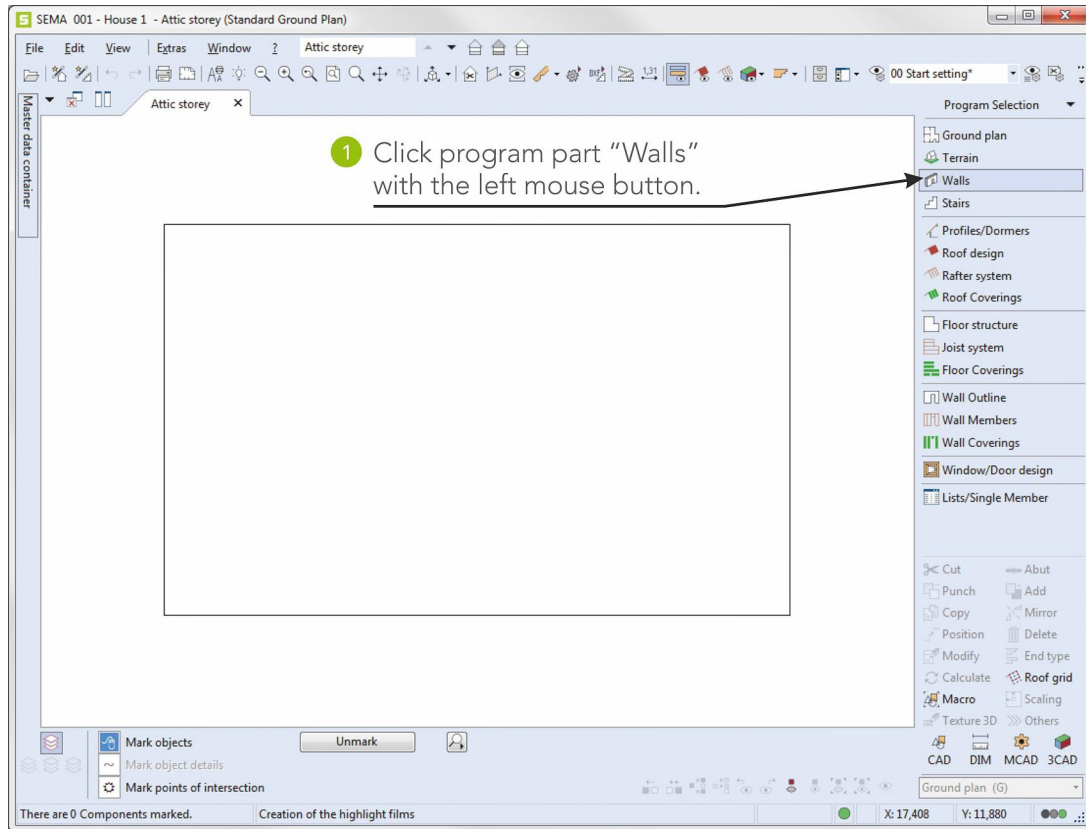 SEMA 001 - House 1 - Attic storey (Standard Ground Plan)
File Edit View Extras Window ? Attic storey
00 Start setting*
Master data container
Attic storey
Program Selection
1 Click program part “Walls”
with the left mouse button.
Ground plan
Terrain
Walls
Stairs
Profiles/Dormers
Roof design
Rafter system
Roof Coverings
Floor structure
Joist system
Floor Coverings
Wall Outline
Wall Members
Wall Coverings
Window/Door design
Lists/Single Member
Cut Abut
Punch Add
Copy Mirror
Position Delete
Modify End type
Calculate Roof grid
Macro Scaling
Texture 3D Others
CAD DIM MCAD 3CAD
Mark objects Unmark
Mark object details
Mark points of intersection
Ground plan (G)
There are 0 Components marked. Creation of the highlight films X: 17,408 Y: 11,880